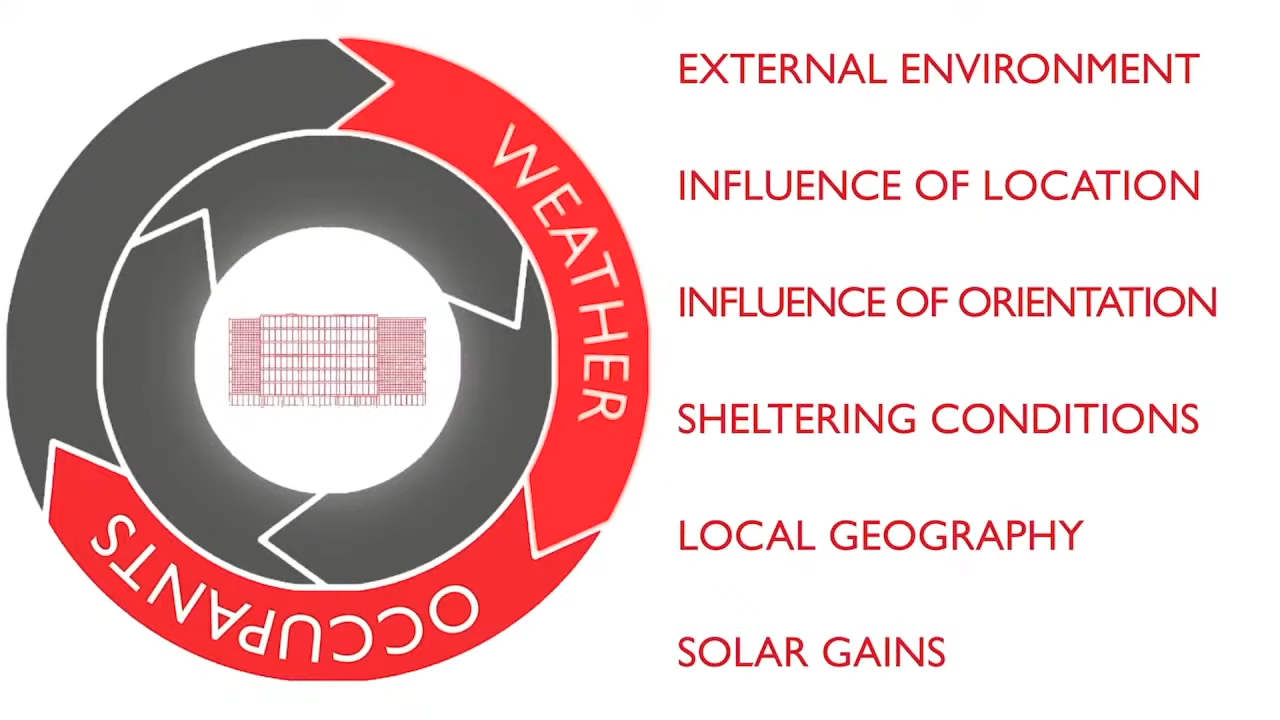 WEATHER
OCCUPANTS
EXTERNAL ENVIRONMENT
INFLUENCE OF LOCATION
INFLUENCE OF ORIENTATION
SHELTERING CONDITIONS
LOCAL GEOGRAPHY
SOLAR GAINS